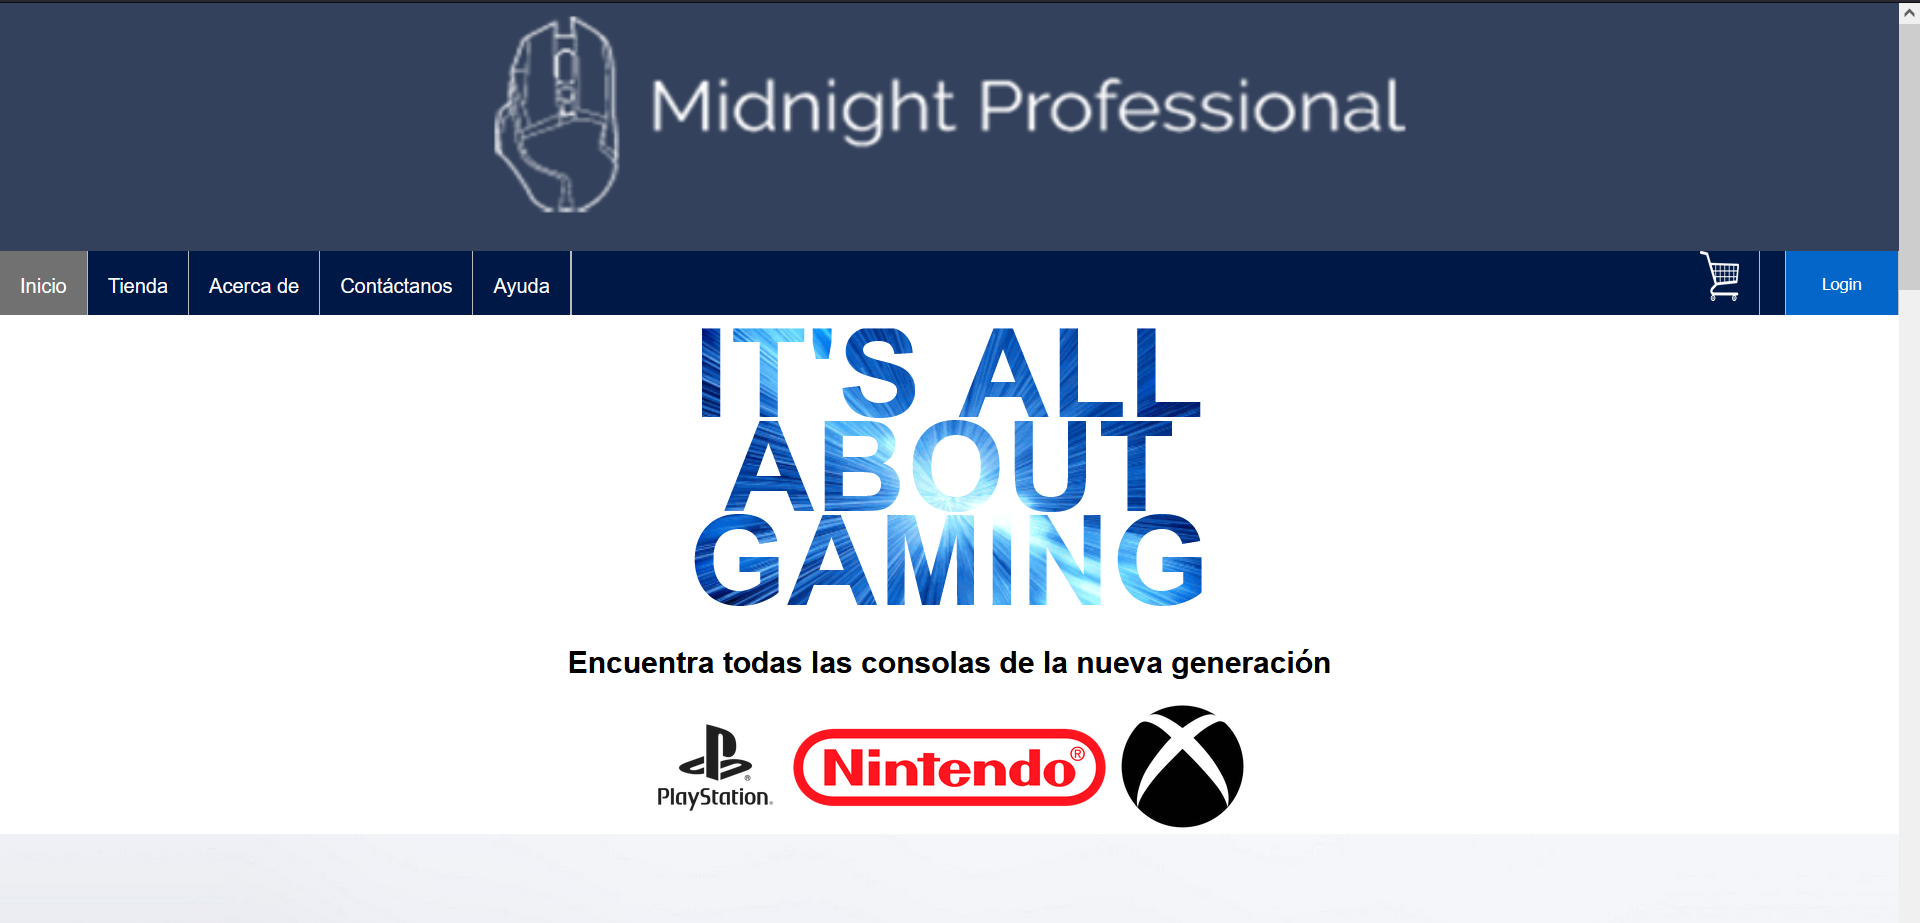 Midnight Professional
Inicio Tienda Acerca de Contáctanos Ayuda Login
IT'S ALL
ABOUT
GAMING
Encuentra todas las consolas de la nueva generación
PlayStation® Nintendo®